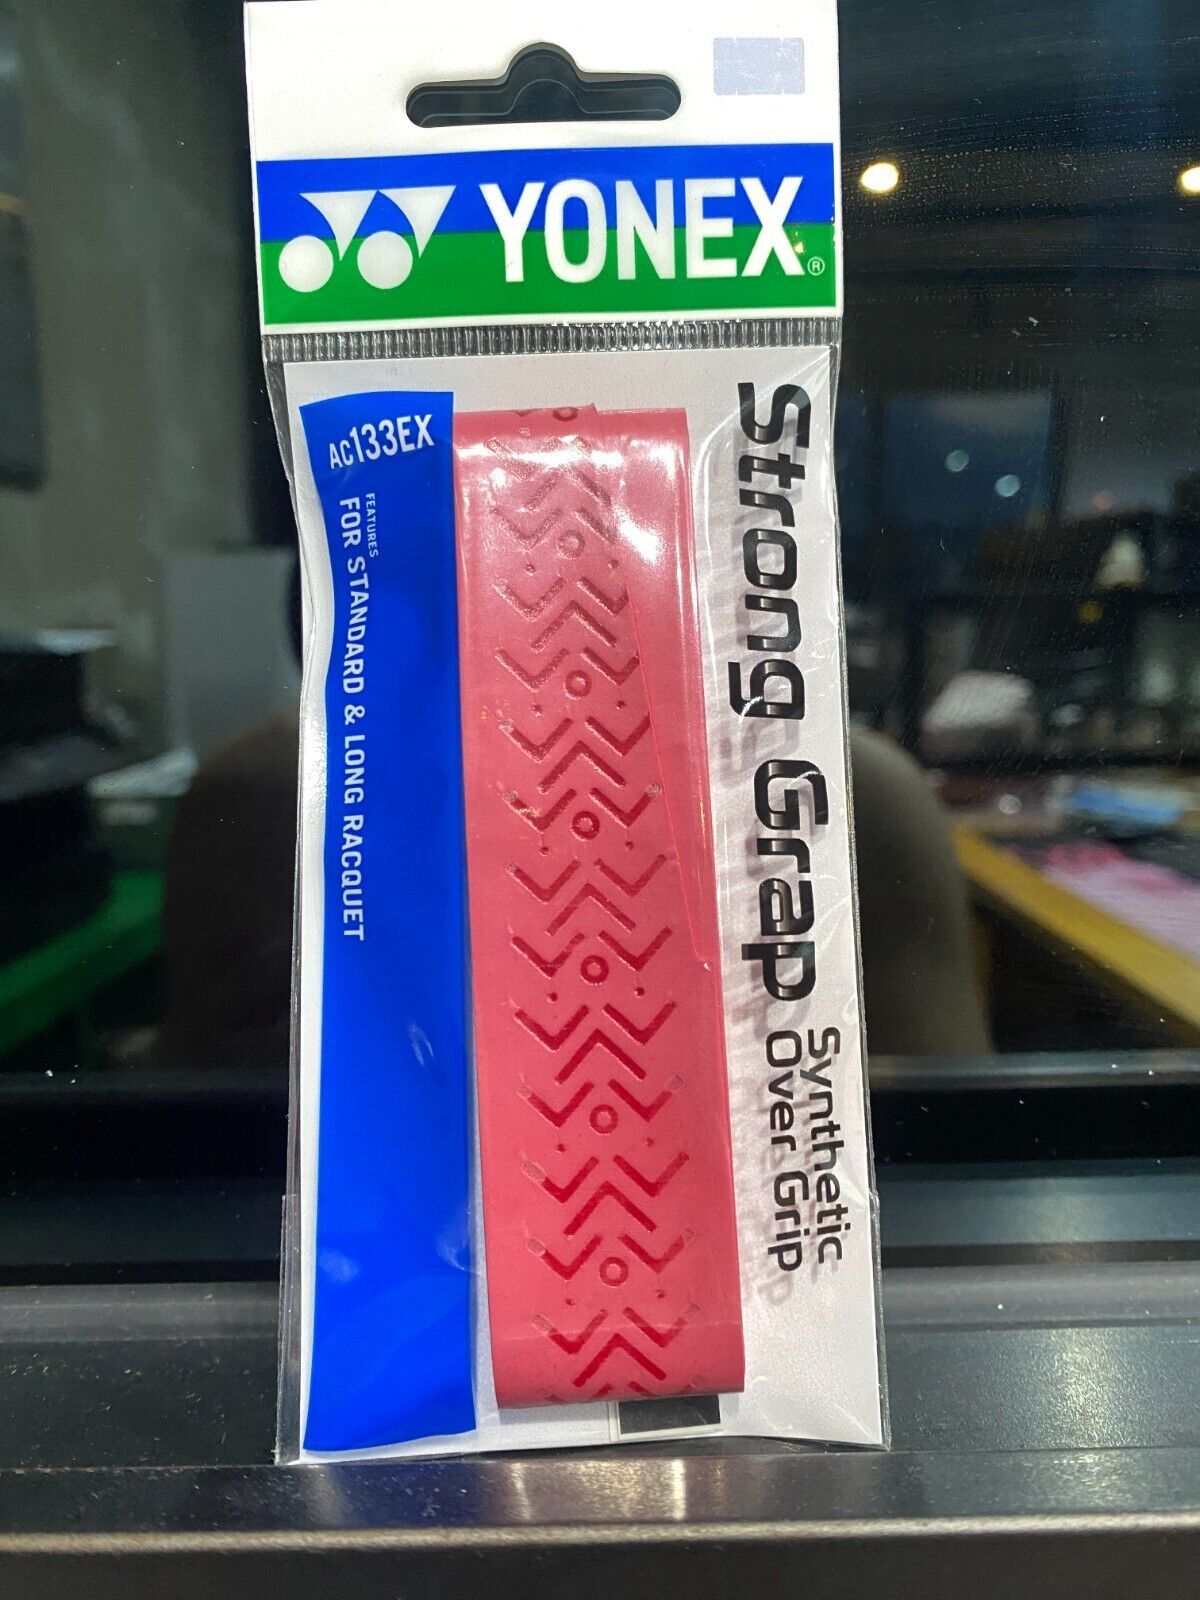 YONEX®
AC133EX
FEATURES
FOR STANDARD & LONG RACQUET
Strong Grap
Synthetic
Over Grip